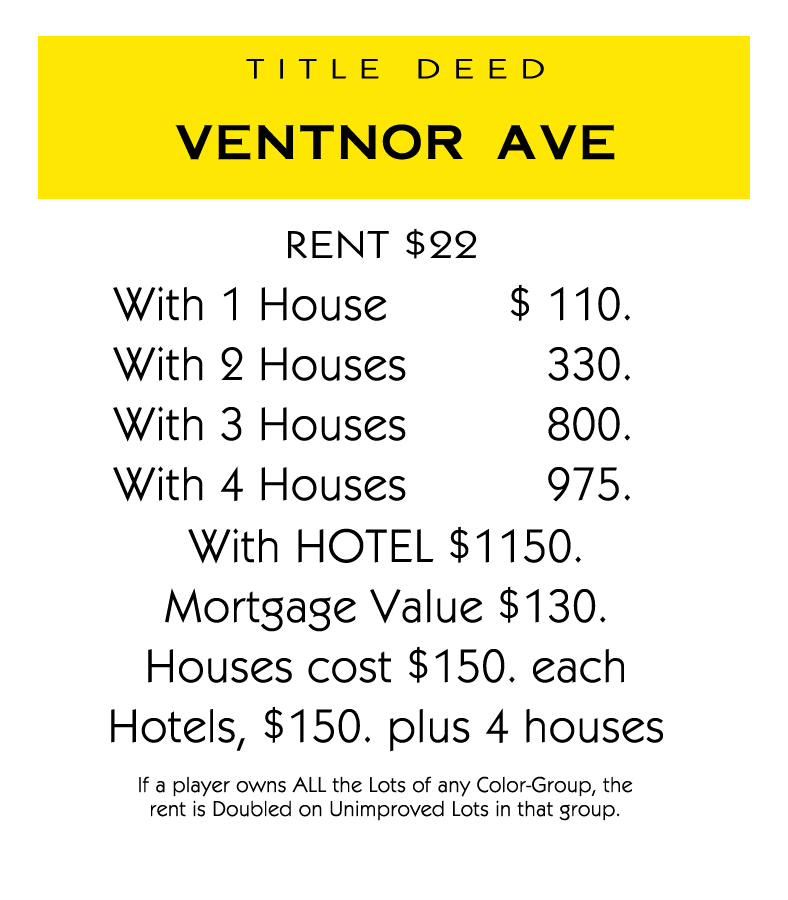 TITLE DEED
VENTNOR AVE
RENT $22
With 1 House $ 110.
With 2 Houses 330.
With 3 Houses 800.
With 4 Houses 975.
With HOTEL $1150.
Mortgage Value $130.
Houses cost $150. each
Hotels, $150. plus 4 houses
If a player owns ALL the Lots of any Color-Group, the
rent is Doubled on Unimproved Lots in that group.